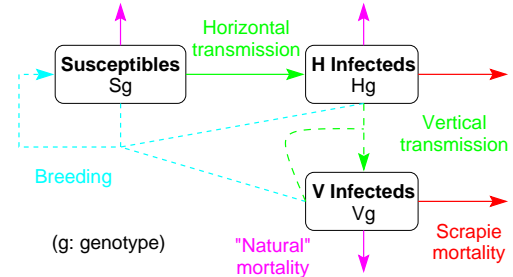 Horizontal
transmission
Susceptibles
Sg
H Infecteds
Hg
Vertical
transmission
Breeding
V Infecteds
Vg
(g: genotype)
"Natural"
mortality
Scrapie
mortality